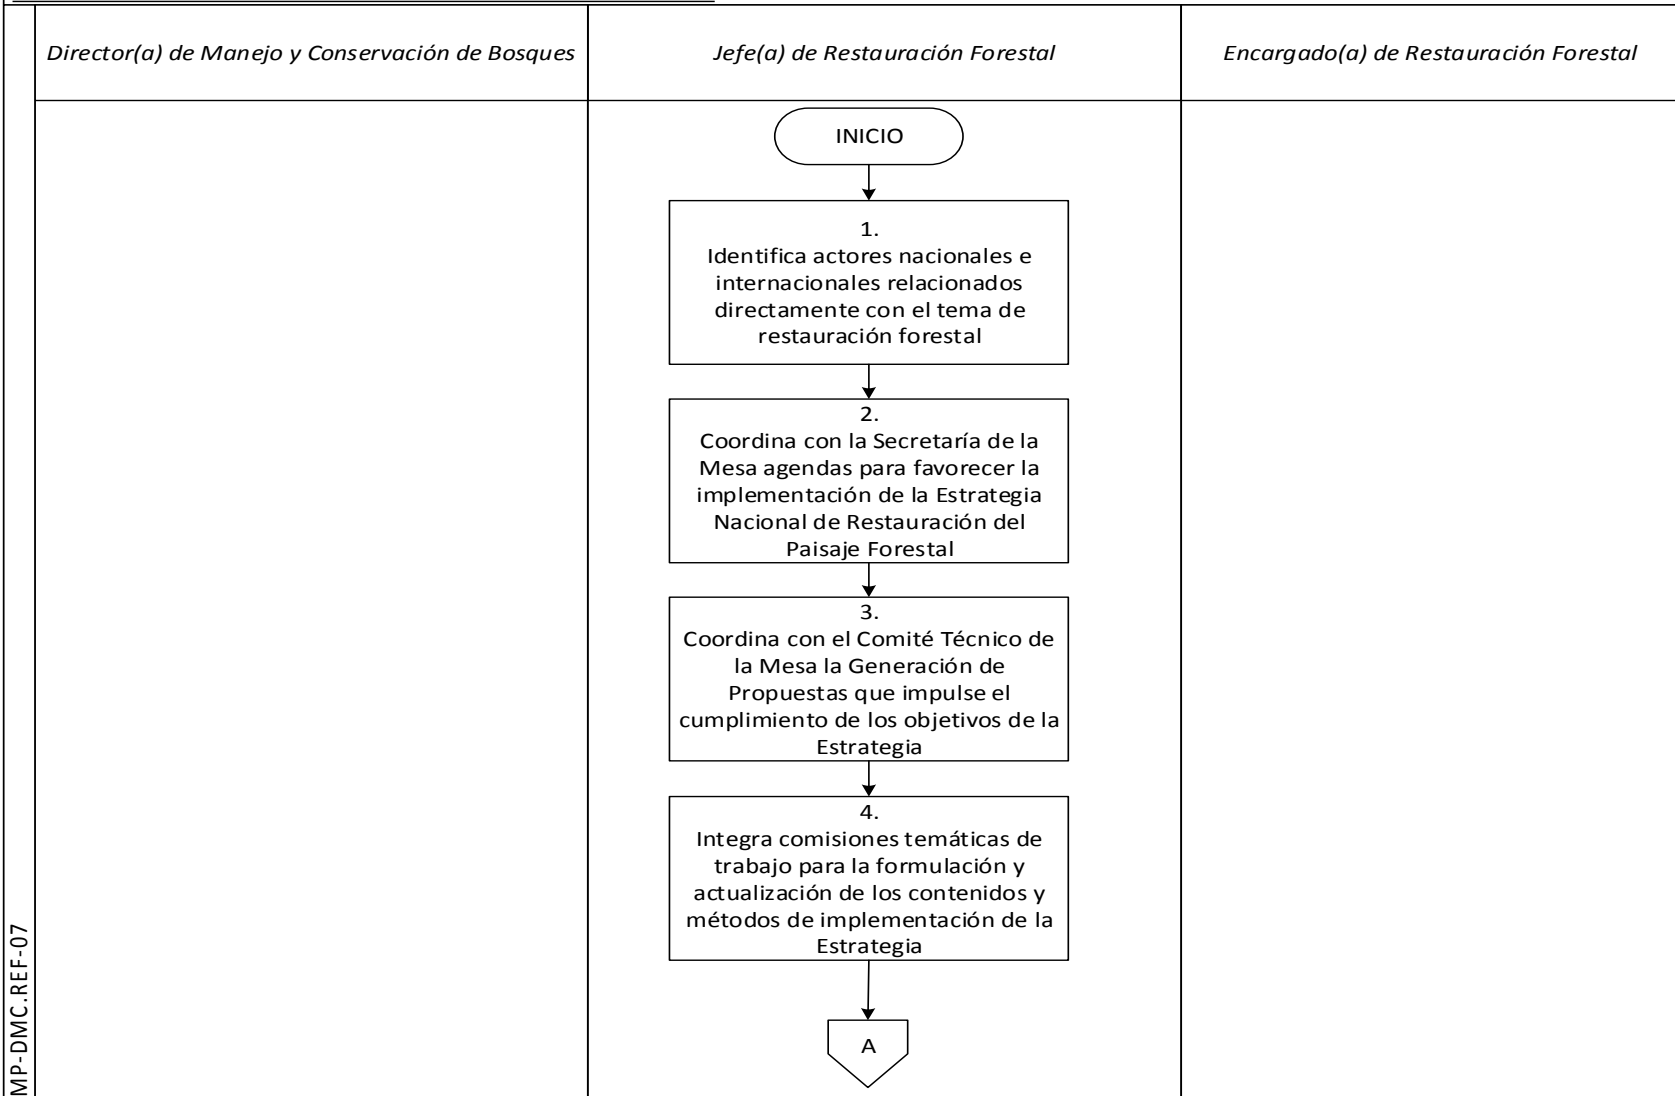 Director(a) de Manejo y Conservación de Bosques
Jefe(a) de Restauración Forestal
Encargado(a) de Restauración Forestal
INICIO
1.
Identifica actores nacionales e
internacionales relacionados
directamente con el tema de
restauración forestal
2.
Coordina con la Secretaría de la
Mesa agendas para favorecer la
implementación de la Estrategia
Nacional de Restauración del
Paisaje Forestal
3.
Coordina con el Comité Técnico de
la Mesa la Generación de
Propuestas que impulse el
cumplimiento de los objetivos de la
Estrategia
4.
Integra comisiones temáticas de
trabajo para la formulación y
actualización de los contenidos y
métodos de implementación de la
Estrategia
A
MP-DMC.REF-07